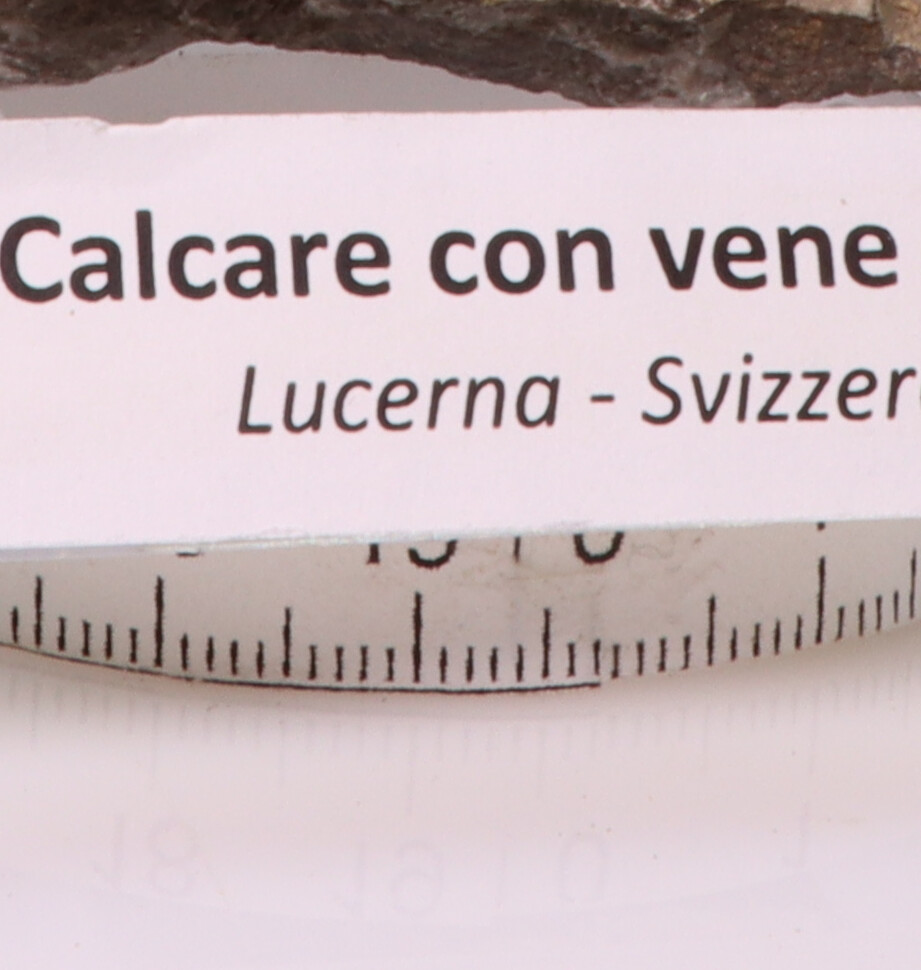 Calcare con vene
Lucerna - Svizzer